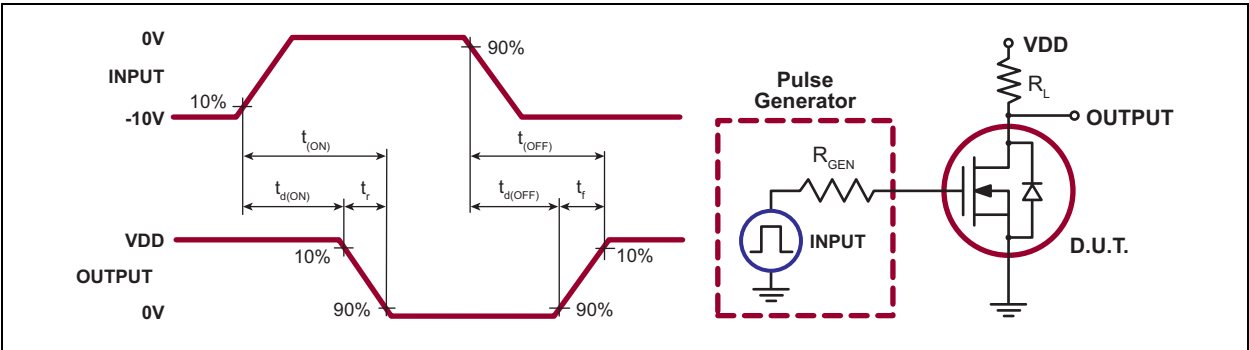 0V
INPUT
-10V
10%
90%
t(ON)
t(OFF)
td(ON)
tr
td(OFF)
tf
VDD
OUTPUT
0V
10%
90%
10%
90%
Pulse
Generator
RGEN
INPUT
VDD
RL
OUTPUT
D.U.T.